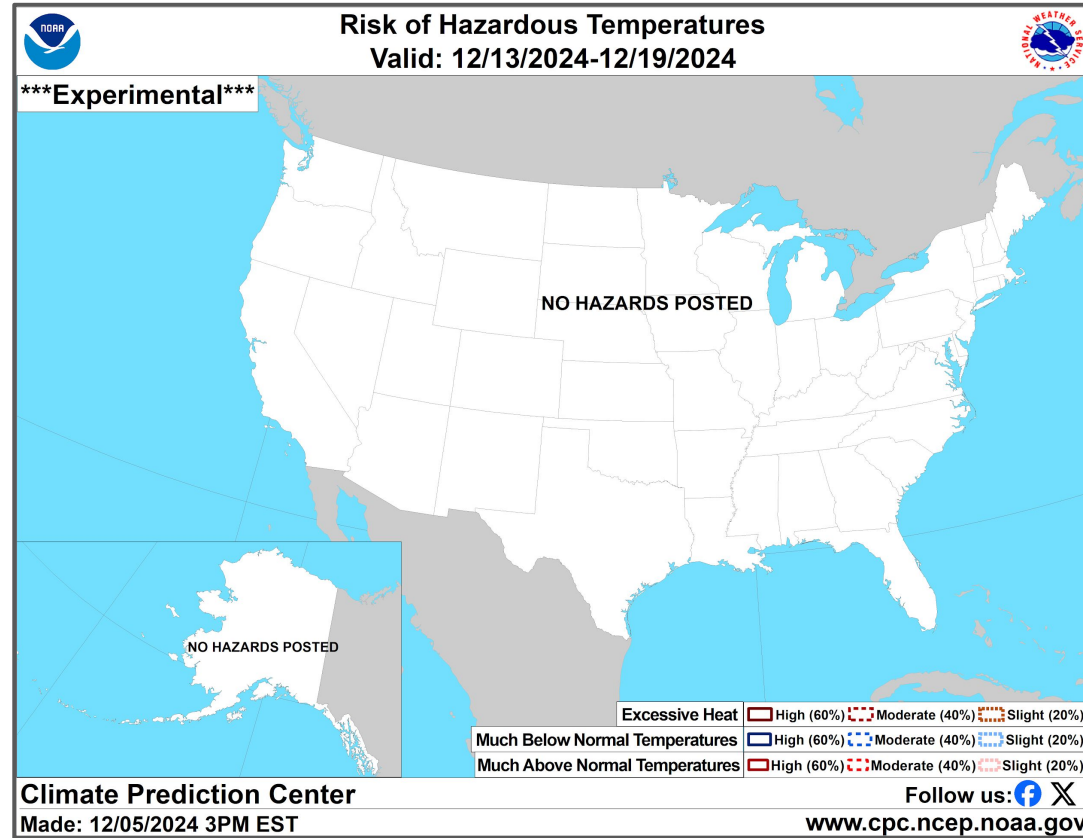 NOAA
Risk of Hazardous Temperatures
Valid: 12/13/2024-12/19/2024
NATIONAL WEATHER SERVICE
***Experimental***
NO HAZARDS POSTED
NO HAZARDS POSTED
Excessive Heat High (60%) Moderate (40%) Slight (20%)
Much Below Normal Temperatures High (60%) Moderate (40%) Slight (20%)
Much Above Normal Temperatures High (60%) Moderate (40%) Slight (20%)
Climate Prediction Center
Follow us:
Made: 12/05/2024 3PM EST
www.cpc.ncep.noaa.gov